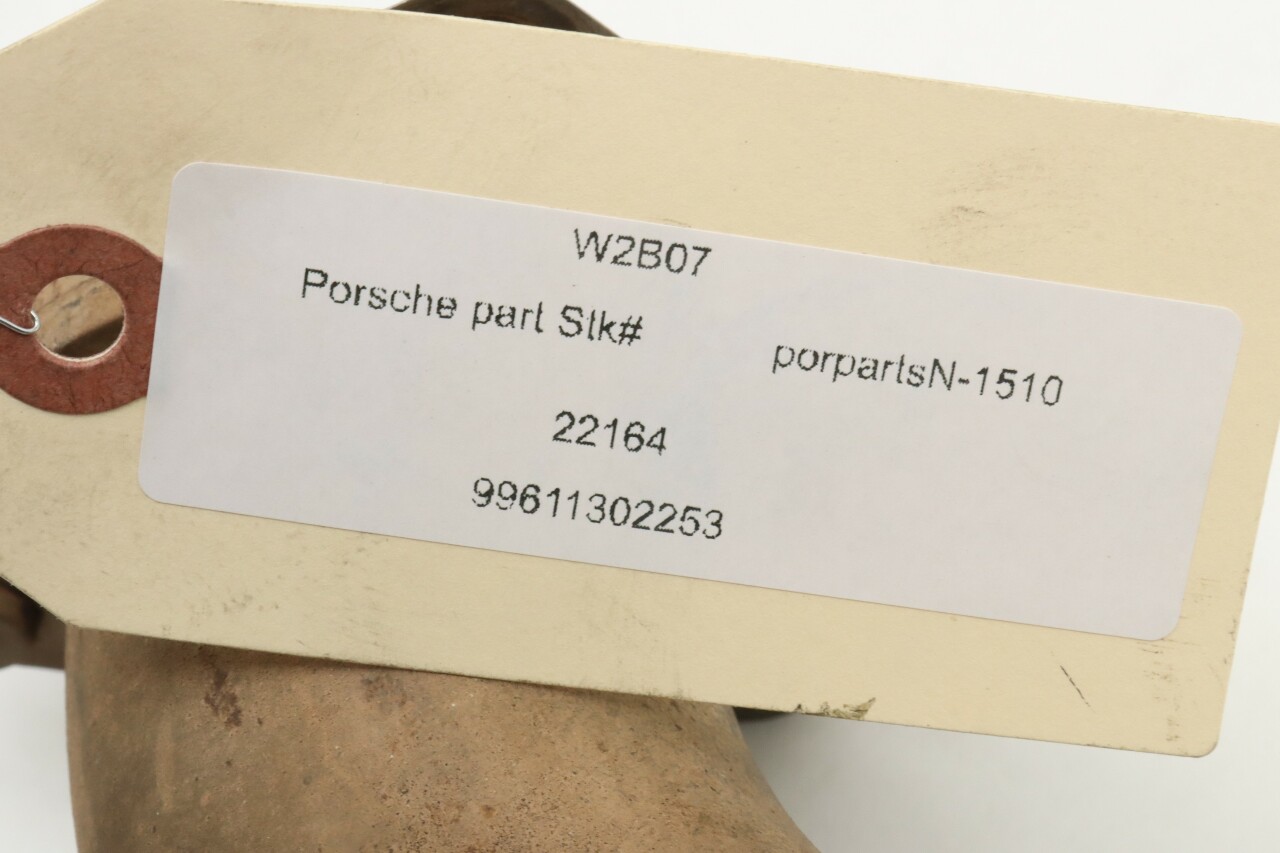 W2B07
Porsche part Stk#
porpartsN-1510
22164
99611302253